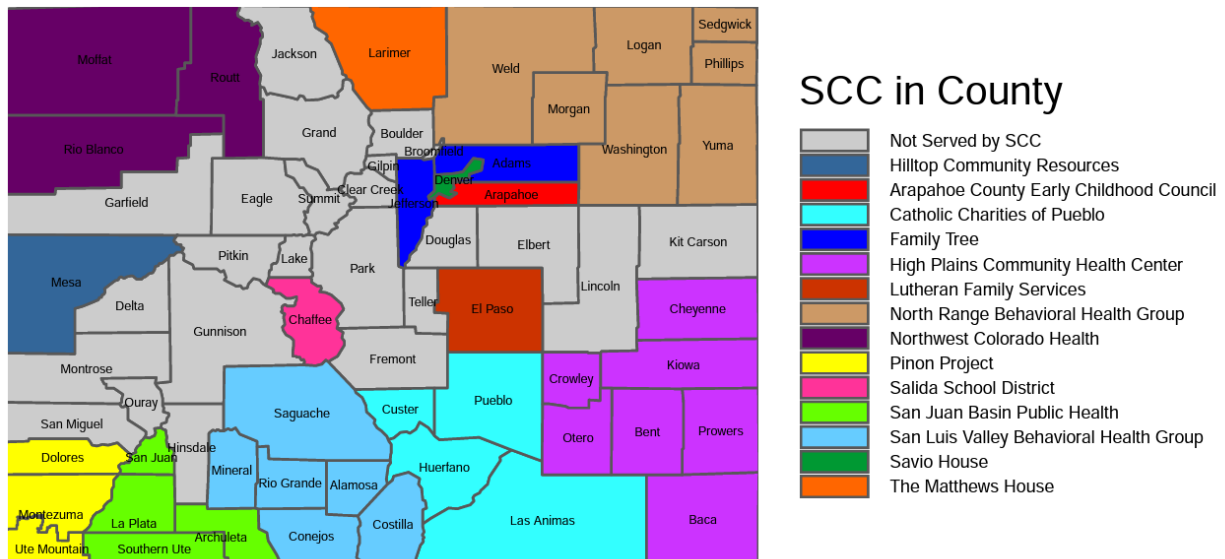 Sedgwick
Logan
Moffat
Jackson
Larimer
Weld
Phillips
Routt
Morgan
Grand
Boulder
Yuma
Rio Blanco
Broomfield
Washington
Gilpin
Adams
Denver
Clear Creek
Garfield
Eagle
Summit
Arapahoe
Jefferson
Kit Carson
Douglas
Elbert
Pitkin
Lake
Park
Mesa
Lincoln
Teller
Delta
El Paso
Cheyenne
Chaffee
Gunnison
Fremont
Montrose
Kiowa
Crowley
Ouray
Pueblo
Custer
Saguache
San Miguel
Prowers
Bent
Otero
Hinsdale
Dolores
San Juan
Huerfano
Mineral
Rio Grande
Alamosa
Montezuma
Las Animas
Baca
La Plata
Costilla
Conejos
Archuleta
Ute Mountain
Southern Ute
SCC in County
Not Served by SCC
Hilltop Community Resources
Arapahoe County Early Childhood Council
Catholic Charities of Pueblo
Family Tree
High Plains Community Health Center
Lutheran Family Services
North Range Behavioral Health Group
Northwest Colorado Health
Pinon Project
Salida School District
San Juan Basin Public Health
San Luis Valley Behavioral Health Group
Savio House
The Matthews House